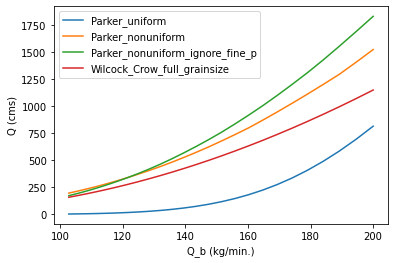 Parker_uniform
Parker_nonuniform
Parker_nonuniform_ignore_fine_p
Wilcock_Crow_full_grainsize
1750
1500
1250
1000
750
500
250
0
Q (cms)
100
120
140
160
180
200
Q_b (kg/min.)